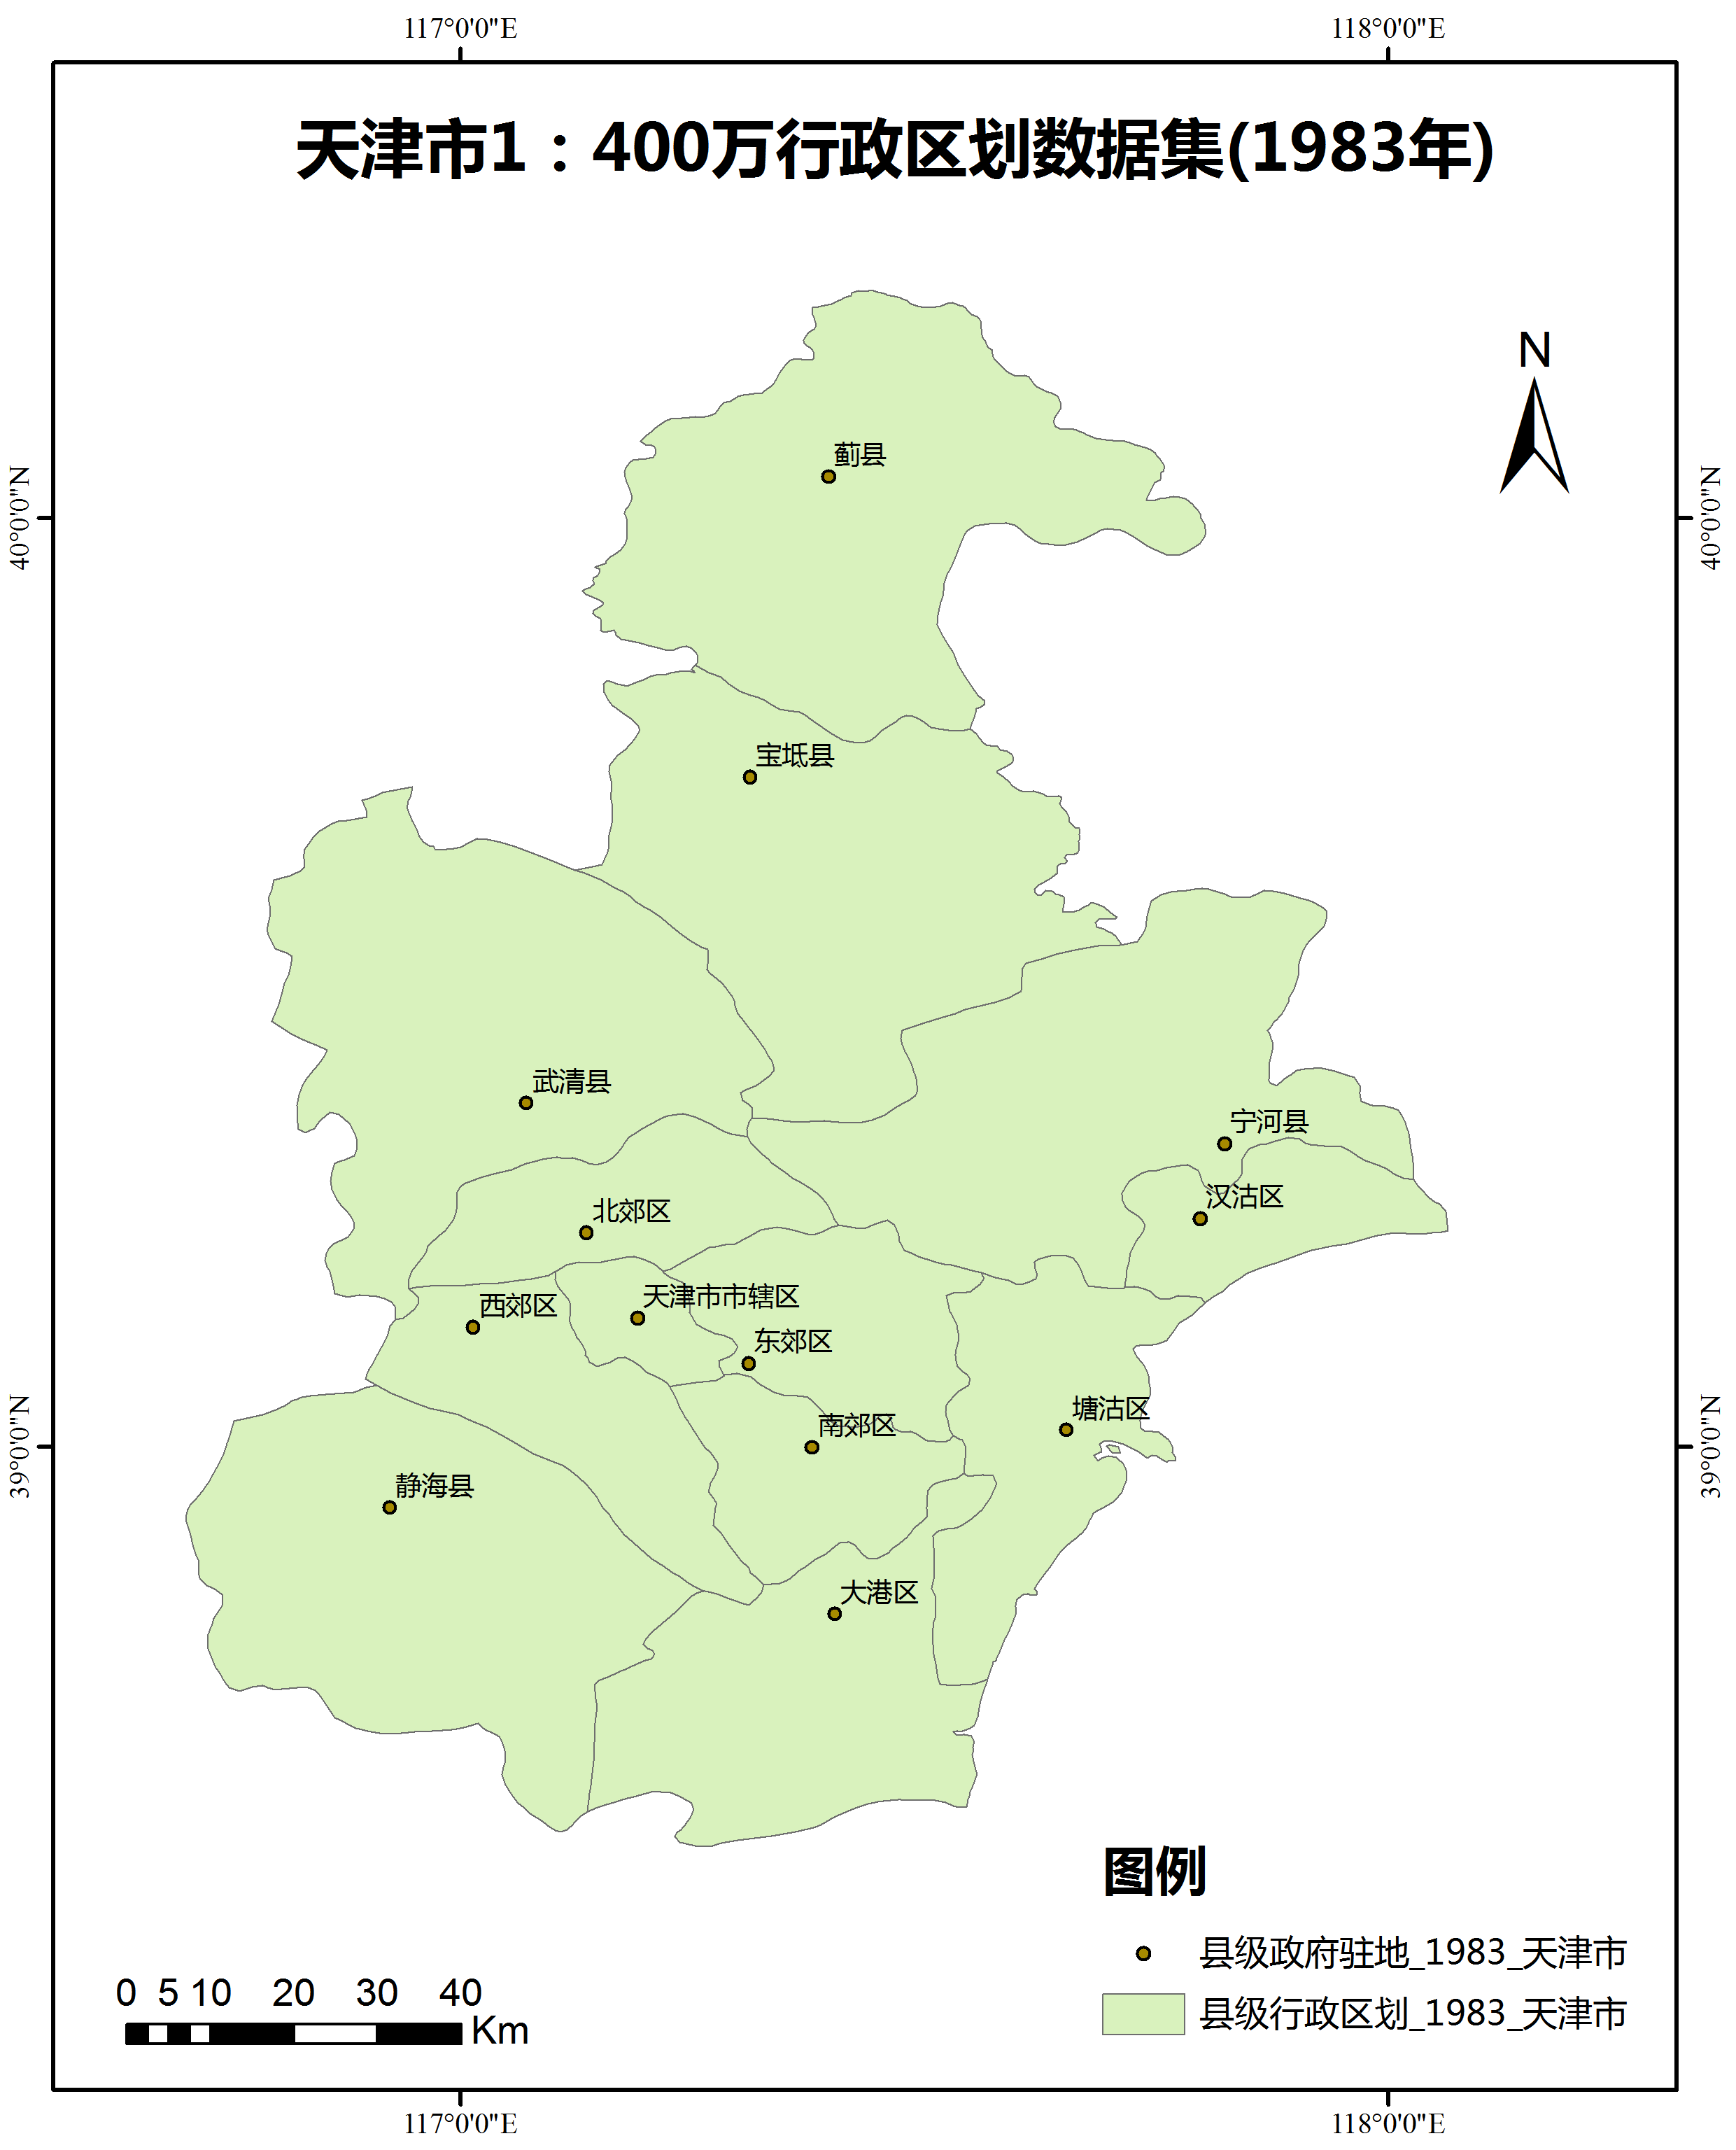 117°0'0"E
118°0'0"E
天津市1：400万行政区划数据集(1983年)
N
蓟县
40°0'0"N
40°0'0"N
宝坻县
武清县
宁河县
汉沽区
北郊区
天津市市辖区
西郊区
东郊区
塘沽区
南郊区
39°0'0"N
39°0'0"N
静海县
大港区
图例
县级政府驻地_1983_天津市
县级行政区划_1983_天津市
0 5 10 20 30 40
Km
117°0'0"E
118°0'0"E